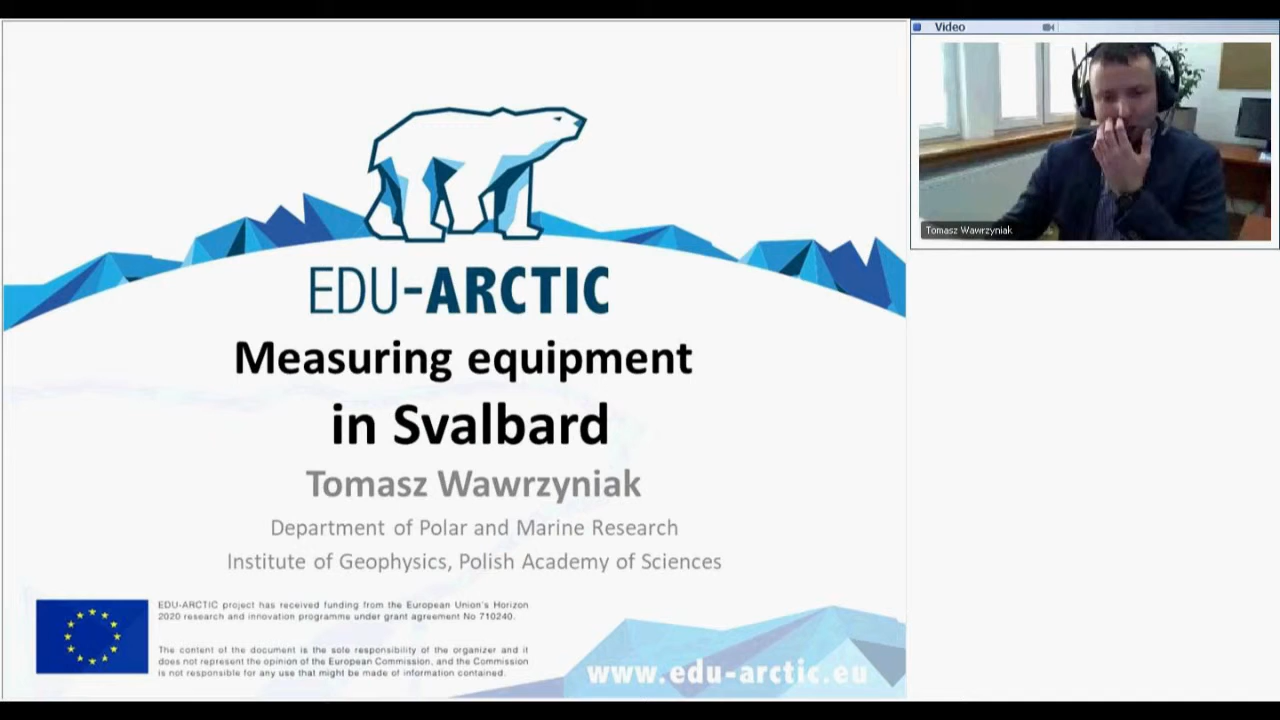 Video
Tomasz Wawrzyniak
EDU-ARCTIC
Measuring equipment
in Svalbard
Tomasz Wawrzyniak
Department of Polar and Marine Research
Institute of Geophysics, Polish Academy of Sciences
EDU-ARCTIC project has received funding from the European Union's Horizon
2020 research and innovation programme under grant agreement No 710240.
The content of the document is the sole responsibility of the organizer and it
does not represent the opinion of the European Commission, and the Commission
is not responsible for any use that might be made of information contained.
www.edu-arctic.eu